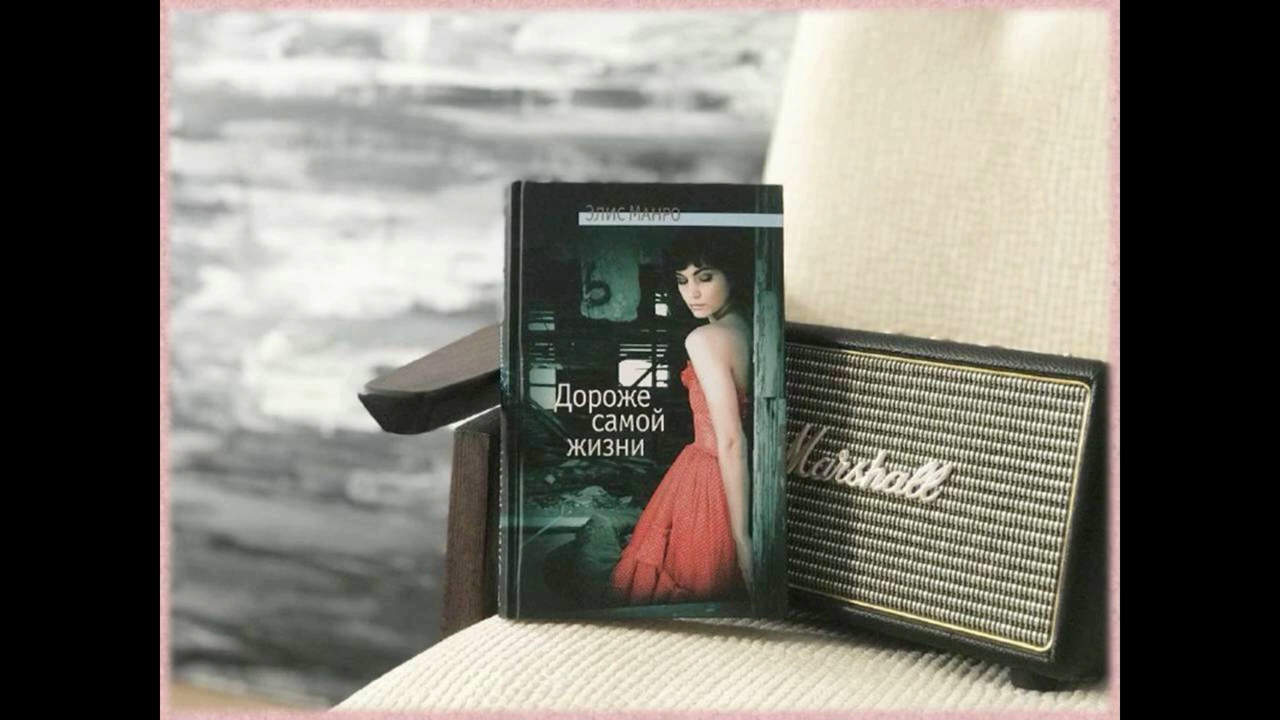 Элис Манро
Дороже
самой
жизни
Marshall